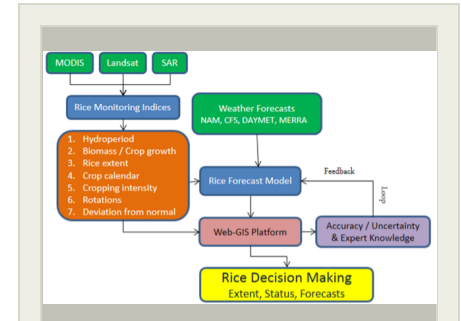 MODIS
Landsat
SAR
Rice Monitoring Indices
Weather Forecasts
NAM, CFS, DAYMET, MERRA
1. Hydroperiod
2. Biomass / Crop growth
3. Rice extent
4. Crop calendar
5. Cropping intensity
6. Rotations
7. Deviation from normal
Rice Forecast Model
Feedback
Loop
Web-GIS Platform
Accuracy / Uncertainty
& Expert Knowledge
Rice Decision Making
Extent, Status, Forecasts